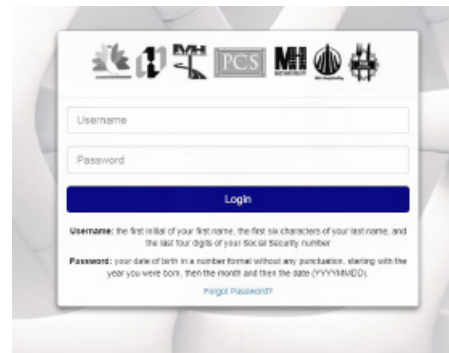 MH
PCS
MH
Username
Password
Login
Username: the first initial of your first name, the first six characters of your last name, and
the last four digits of your Social Security number
Password: your date of birth in a number format without any punctuation, starting with the
year you were born, then the month and then the date (YYYYMMDD).
Forgot Password?